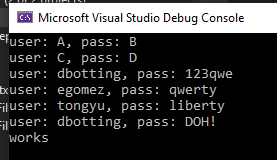 Microsoft Visual Studio Debug Console
user: A, pass: B
user: C, pass: D
user: dbotting, pass: 123qwe
user: egomez, pass: qwerty
user: tongyu, pass: liberty
user: dbotting, pass: DOH!
works